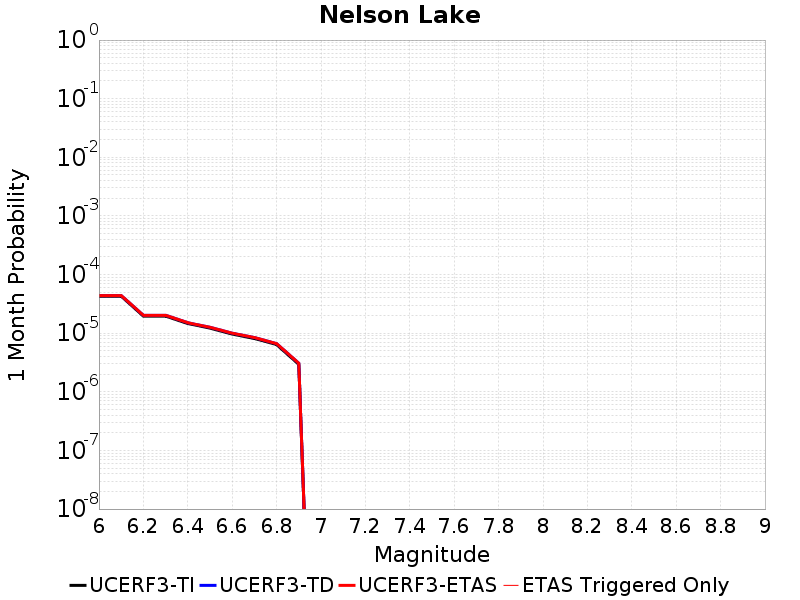 Nelson Lake
1 Month Probability
10^0
10^-1
10^-2
10^-3
10^-4
10^-5
10^-6
10^-7
10^-8
6 6.2 6.4 6.6 6.8 7 7.2 7.4 7.6 7.8 8 8.2 8.4 8.6 8.8 9
Magnitude
UCERF3-TI UCERF3-TD UCERF3-ETAS ETAS Triggered Only